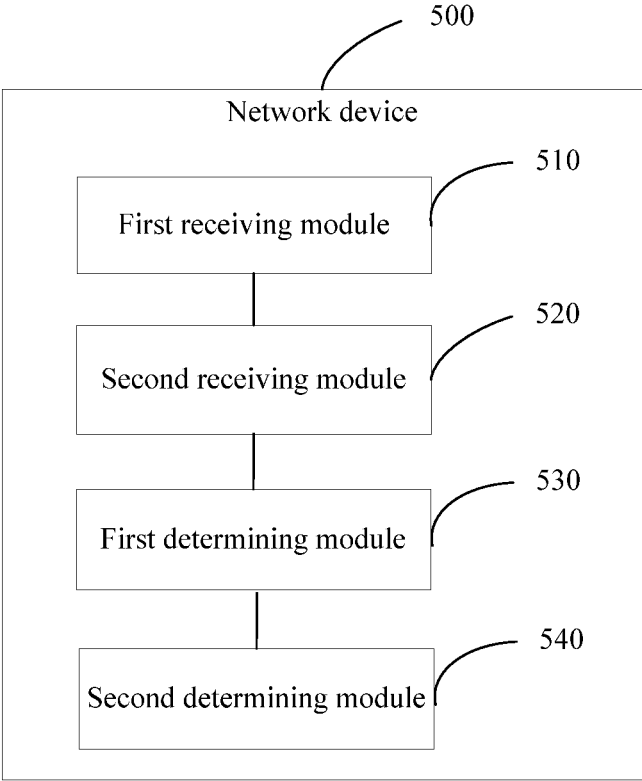 500
Network device
510
First receiving module
520
Second receiving module
530
First determining module
540
Second determining module